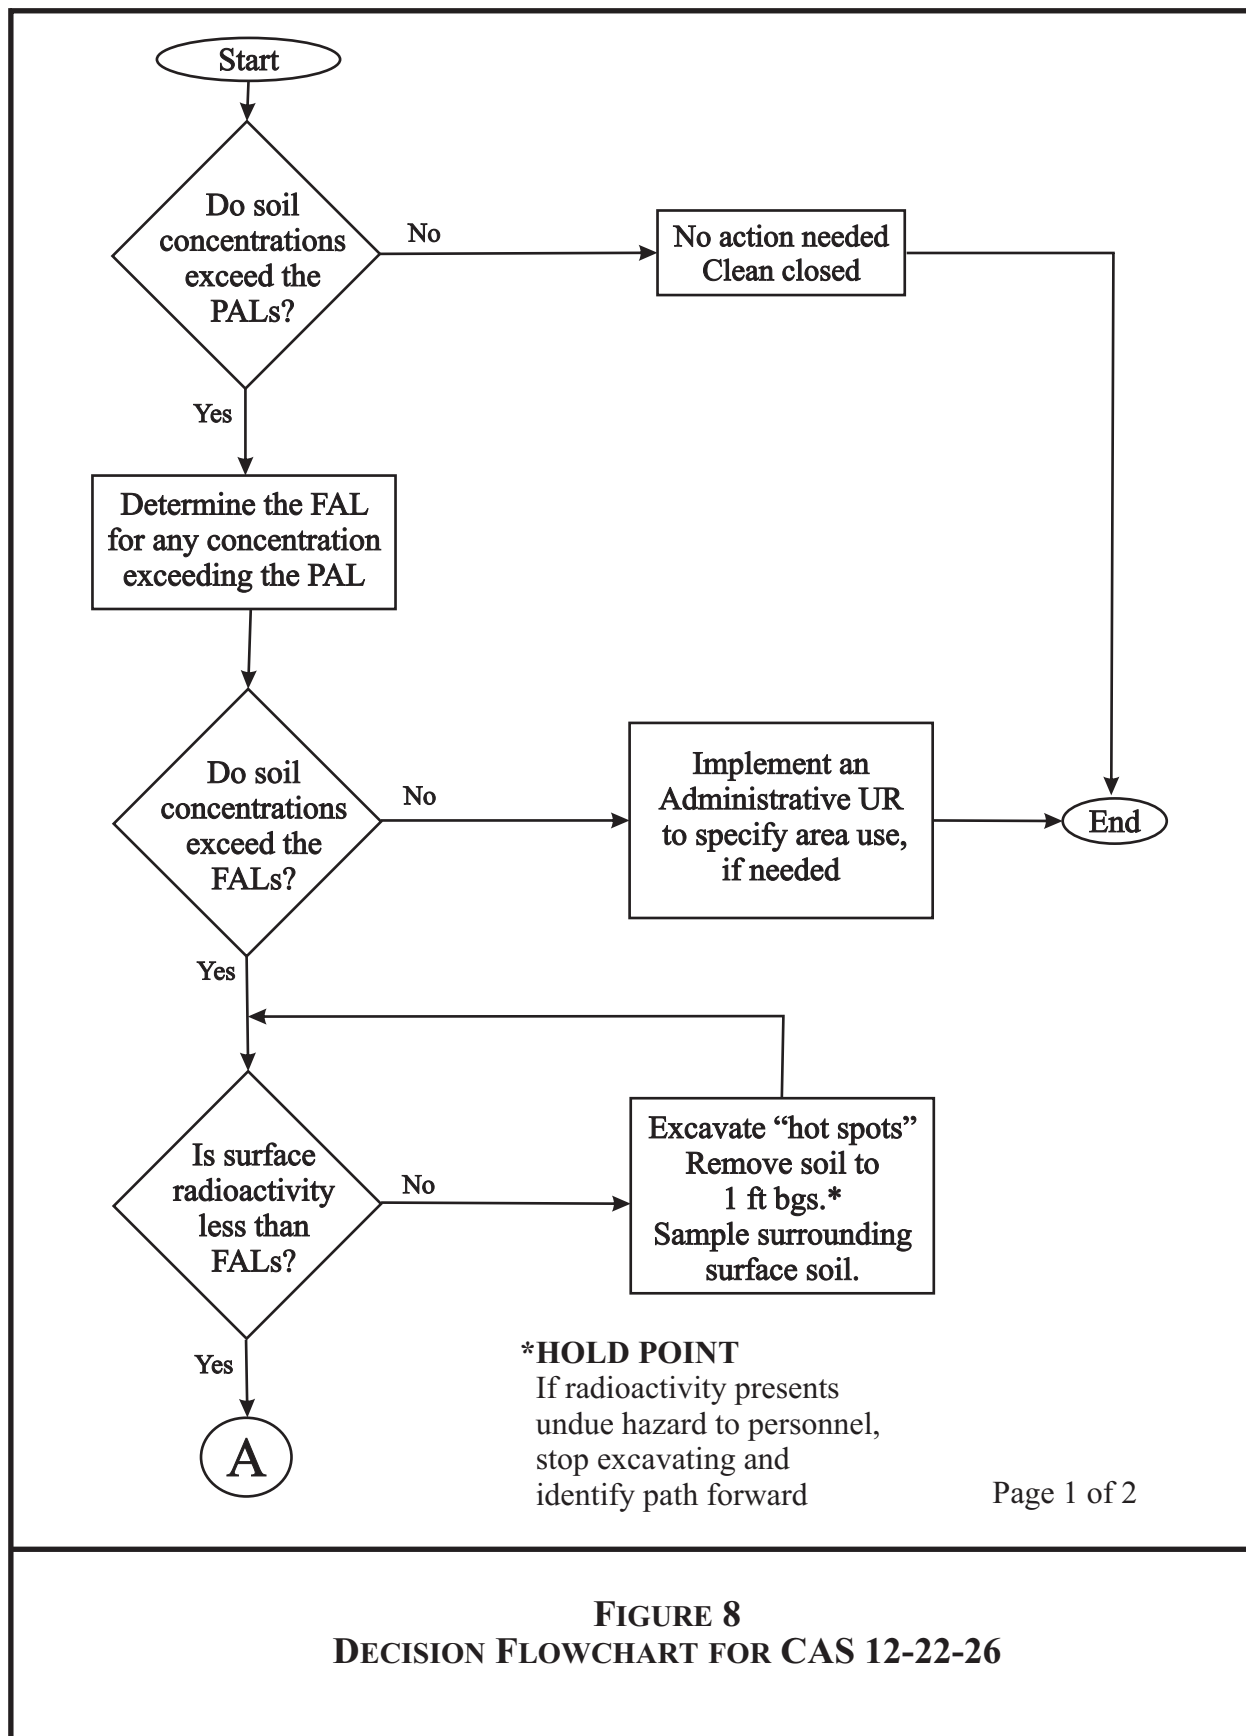 Start
Do soil
concentrations
exceed the
PALs?
No
No action needed
Clean closed
Yes
Determine the FAL
for any concentration
exceeding the PAL
Do soil
concentrations
exceed the
FALs?
No
Implement an
Administrative UR
to specify area use,
if needed
End
Yes
Is surface
radioactivity
less than
FALs?
No
Excavate “hot spots”
Remove soil to
1 ft bgs.*
Sample surrounding
surface soil.
Yes
A
*HOLD POINT
If radioactivity presents
undue hazard to personnel,
stop excavating and
identify path forward
Page 1 of 2
FIGURE 8
DECISION FLOWCHART FOR CAS 12-22-26